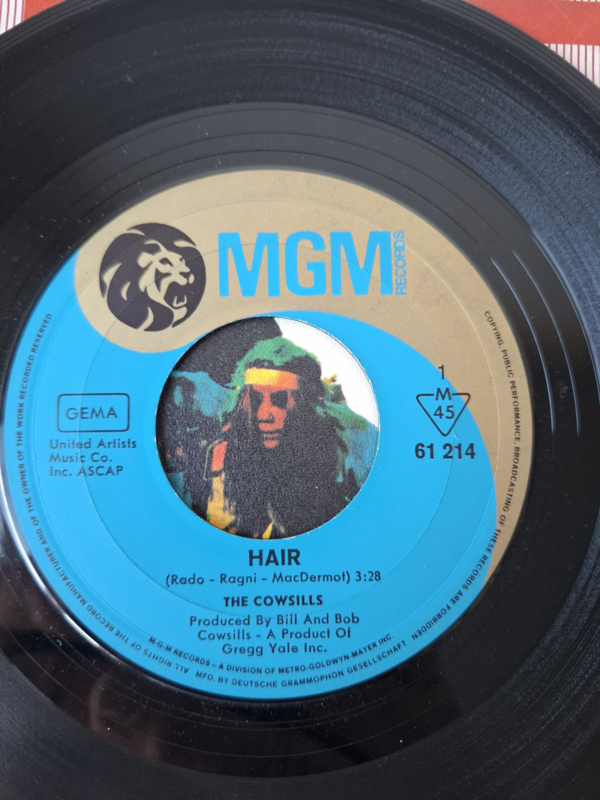 MGM
RECORDS
1
M
45
61 214
GEMA
United Artists
Music Co.
Inc. ASCAP
HAIR
(Rado - Ragni - MacDermot) 3:28
THE COWSILLS
Produced By Bill And Bob
Cowsills - A Product Of
Gregg Yale Inc.
M-G-M RECORDS – A DIVISION OF METRO-GOLDWYN-MAYER INC.
MFD. BY DEUTSCHE GRAMMOPHON GESELLSCHAFT
ALL RIGHTS OF THE RECORD MANUFACTURER AND OF THE OWNER OF THE WORK RECORDED RESERVED
COPYING, PUBLIC PERFORMANCE, BROADCASTING OF THESE RECORDS ARE FORBIDDEN